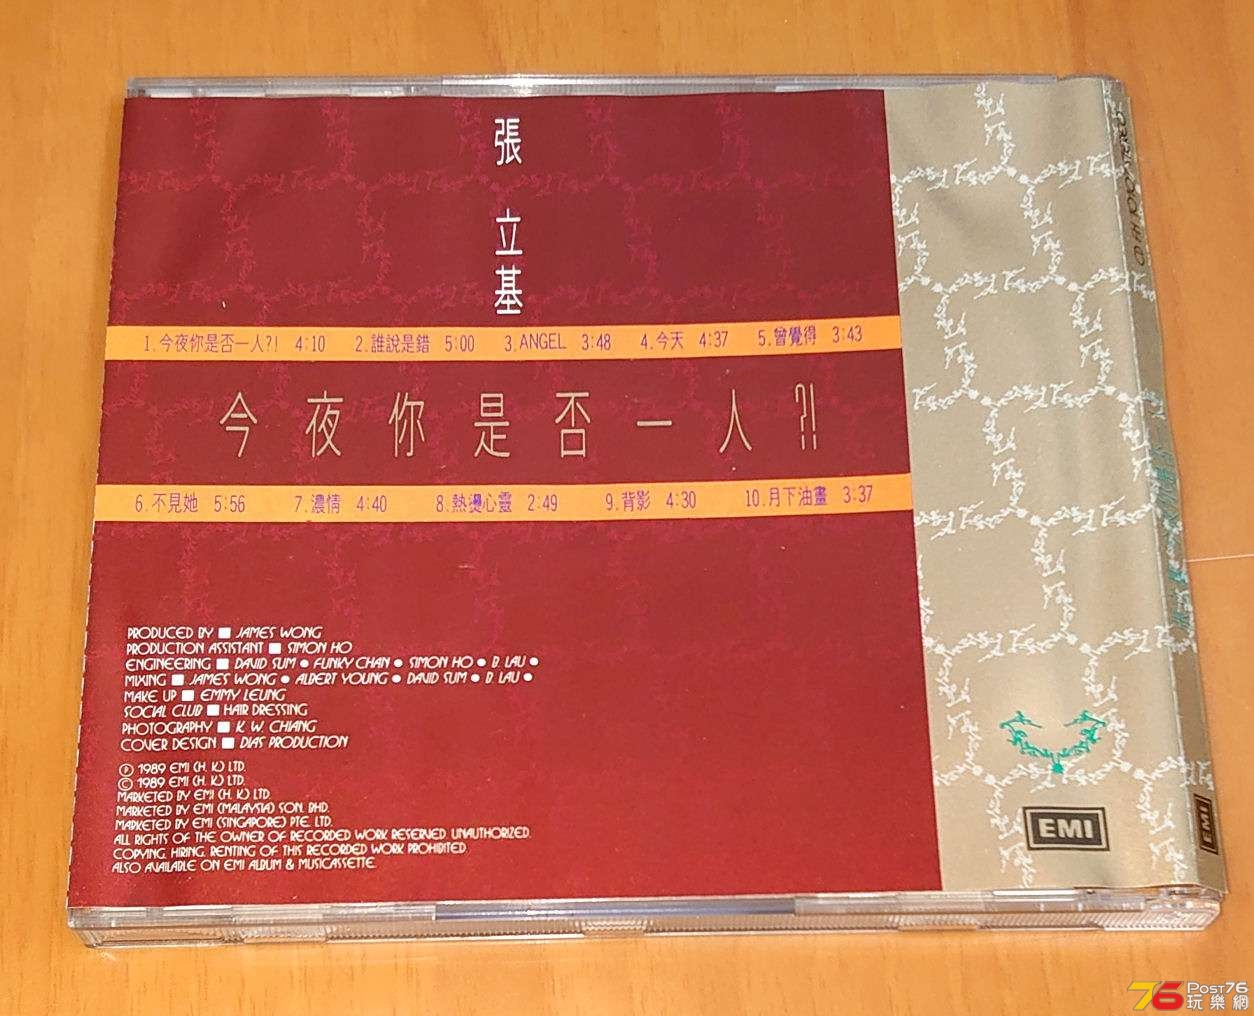 張立基
1.今夜你是否一人?! 4:10 2.誰說是錯 5:00 3.ANGEL 3:48 4.今天 4:37 5.曾覺得 3:43
今夜你是否一人?!
6.不見她 5:56 7.濃情 4:40 8.熱燙心靈 2:49 9.背影 4:30 10.月下油畫 3:37
PRODUCED BY ■ JAMES WONG
PRODUCTION ASSISTANT ■ SIMON HO
ENGINEERING ■ DAVID SUM ● FUNKY CHAN ● SIMON HO ● B. LAU ●
MIXING ■ JAMES WONG ● ALBERT YOUNG ● DAVID SUM ● B. LAU ●
MAKE UP ■ EMMY LEUNG
SOCIAL CLUB ■ HAIR DRESSING
PHOTOGRAPHY ■ K. W. CHIANG
COVER DESIGN ■ DIAS PRODUCTION
Ⓟ 1989 EMI (H. K.) LTD.
© 1989 EMI (H. K.) LTD.
MARKETED BY EMI (H. K.) LTD
MARKETED BY EMI (MALAYSIA) SDN. BHD.
MARKETED BY EMI (SINGAPORE) PTE. LTD.
ALL RIGHTS OF THE OWNER OF RECORDED WORK RESERVED. UNAUTHORIZED.
COPYING, HIRING, RENTING OF THIS RECORDED WORK PROHIBITED
ALSO AVAILABLE ON EMI ALBUM & MUSICASSETTE.
EMI
EMI
76 POST76
玩樂網